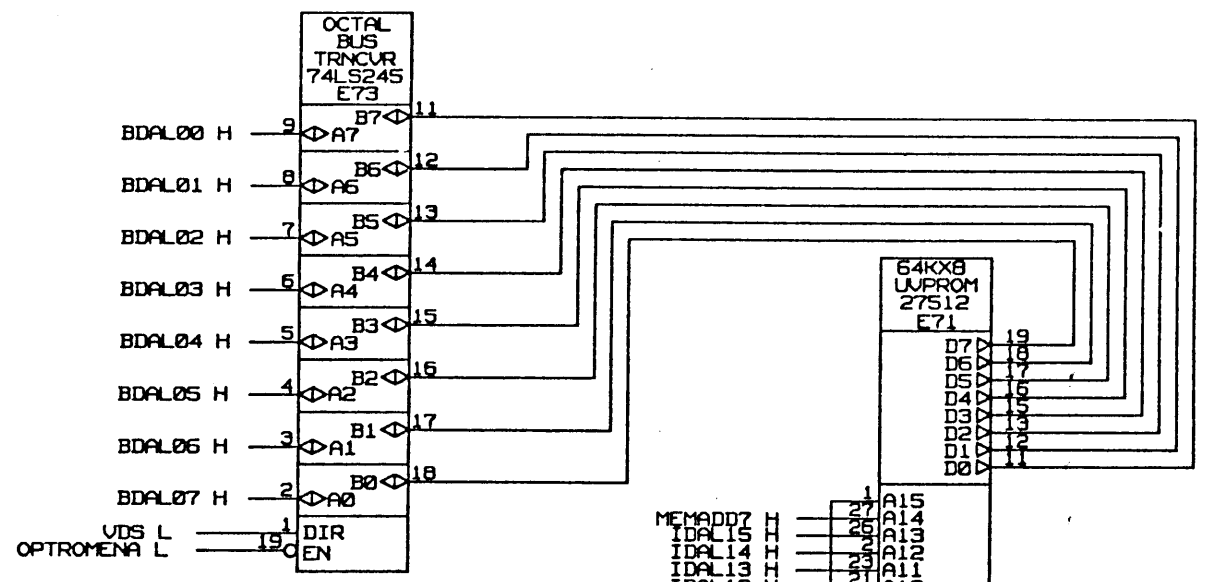 OCTAL
BUS
TRNCVR
74LS245
E73
B7 11
BDAL00 H 9 A7
B6 12
BDAL01 H 8 A6
B5 13
BDAL02 H 7 A5
B4 14
BDAL03 H 6 A4
B3 15
BDAL04 H 5 A3
B2 16
BDAL05 H 4 A2
B1 17
BDAL06 H 3 A1
B0 18
BDAL07 H 2 A0
VDS L 1 DIR
OPTROMENA L 19 EN
64KX8
UVPROM
27512
E71
D7 19
D6 18
D5 17
D4 16
D3 15
D2 13
D1 12
D0 11
1 A15
MEMADD7 H 27 A14
IDAL15 H 26 A13
IDAL14 H 2 A12
IDAL13 H 23 A11
21